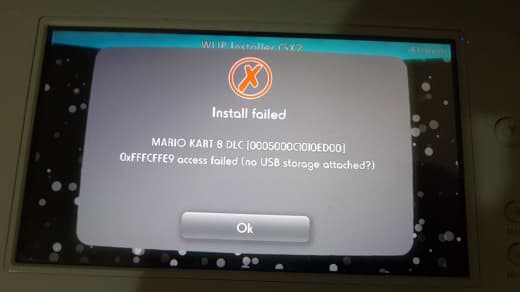 WUP Installer GX2
Install failed
MARIO KART 8 DLC [0005000C1010ED00]
0xFFFCFFE9 access failed (no USB storage attached?)
Ok